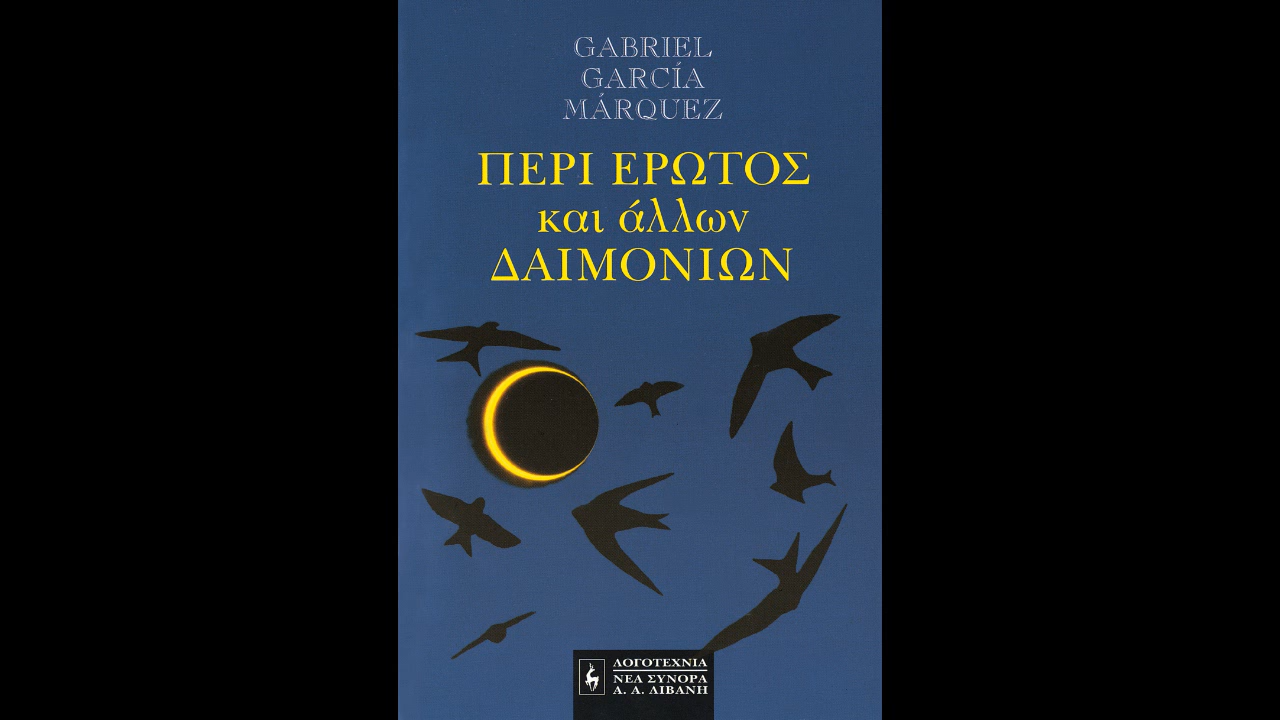 GABRIEL
GARCÍA
MÁRQUEZ
ΠΕΡΙ ΕΡΩΤΟΣ
και άλλων
ΔΑΙΜΟΝΙΩΝ
ΛΟΓΟΤΕΧΝΙΑ
ΝΕΑ ΣΥΝΟΡΑ
Α. Α. ΛΙΒΑΝΗ